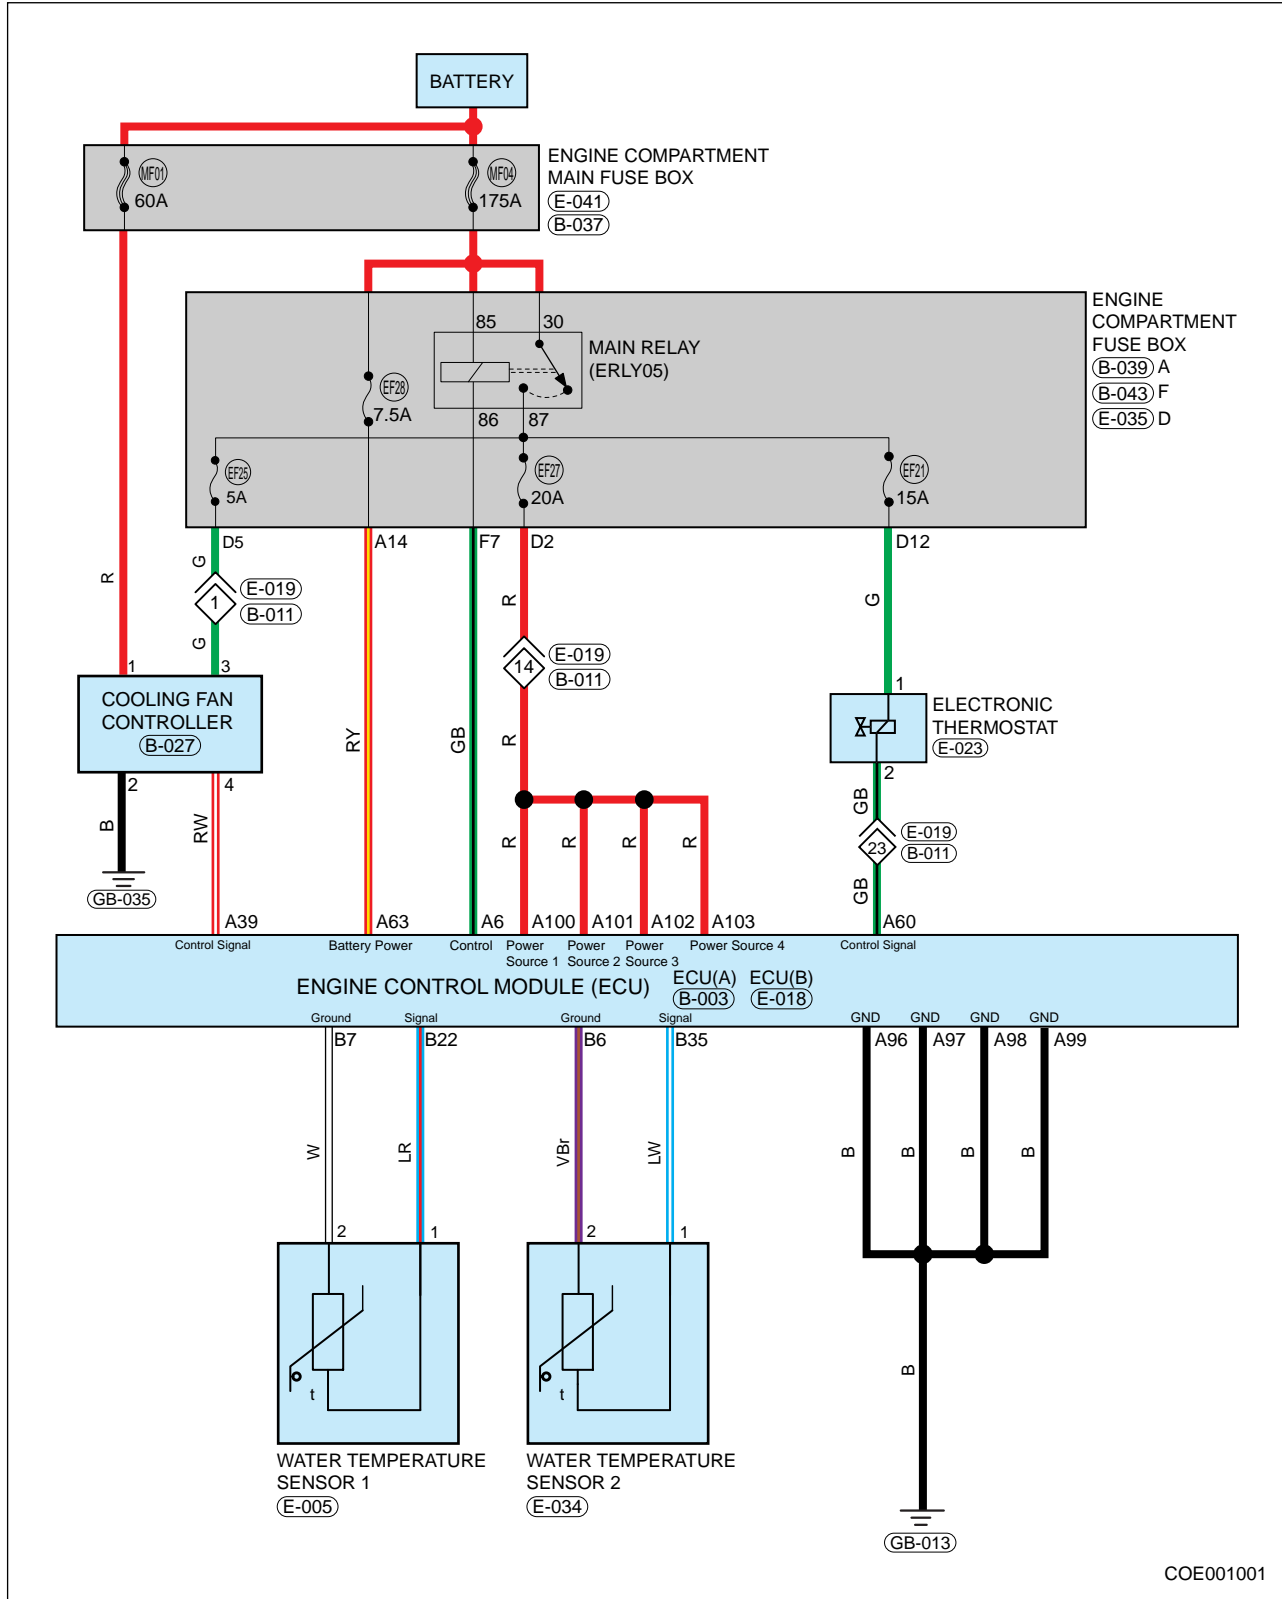 BATTERY
MF01
60A
MF04
175A
ENGINE COMPARTMENT
MAIN FUSE BOX
E-041
B-037
85
30
MAIN RELAY
(ERLY05)
86
87
EF28
7.5A
EF25
5A
EF27
20A
EF21
15A
ENGINE
COMPARTMENT
FUSE BOX
B-039 A
B-043 F
E-035 D
D5
A14
F7
D2
D12
R
G
1
E-019
B-011
G
R
14
E-019
B-011
R
G
1
3
COOLING FAN
CONTROLLER
B-027
2
4
B
RW
GB-035
RY
GB
1
ELECTRONIC
THERMOSTAT
E-023
2
GB
23
E-019
B-011
GB
R
R
R
R
A39
A63
A6
A100
A101
A102
A103
A60
Control Signal
Battery Power
Control
Power
Source 1
Power
Source 2
Power
Source 3
Power Source 4
Control Signal
ENGINE CONTROL MODULE (ECU)
ECU(A)
B-003
ECU(B)
E-018
Ground
Signal
Ground
Signal
GND
GND
GND
GND
B7
B22
B6
B35
A96
A97
A98
A99
W
LR
VBr
LW
B
B
B
B
2
1
2
1
t
t
B
WATER TEMPERATURE
SENSOR 1
E-005
WATER TEMPERATURE
SENSOR 2
E-034
GB-013
COE001001